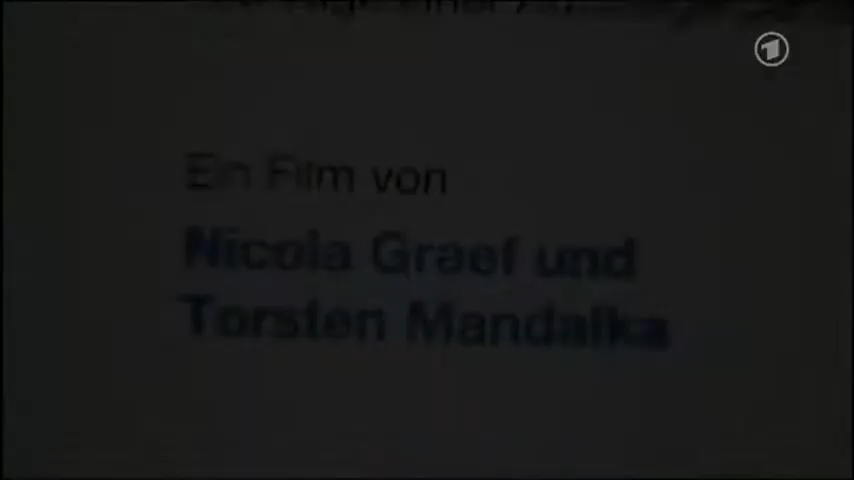 Ein Film von
Nicola Graef und
Torsten Mandalka